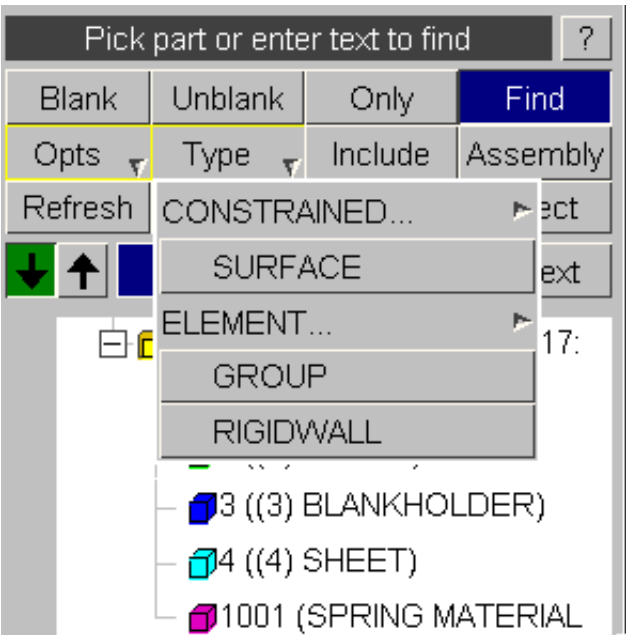 Pick part or enter text to find ?
Blank Unblank Only Find
Opts Type Include Assembly
Refresh CONSTRAINED... ect
SURFACE ext
ELEMENT... 17:
GROUP
RIGIDWALL
3 ((3) BLANKHOLDER)
4 ((4) SHEET)
1001 (SPRING MATERIAL